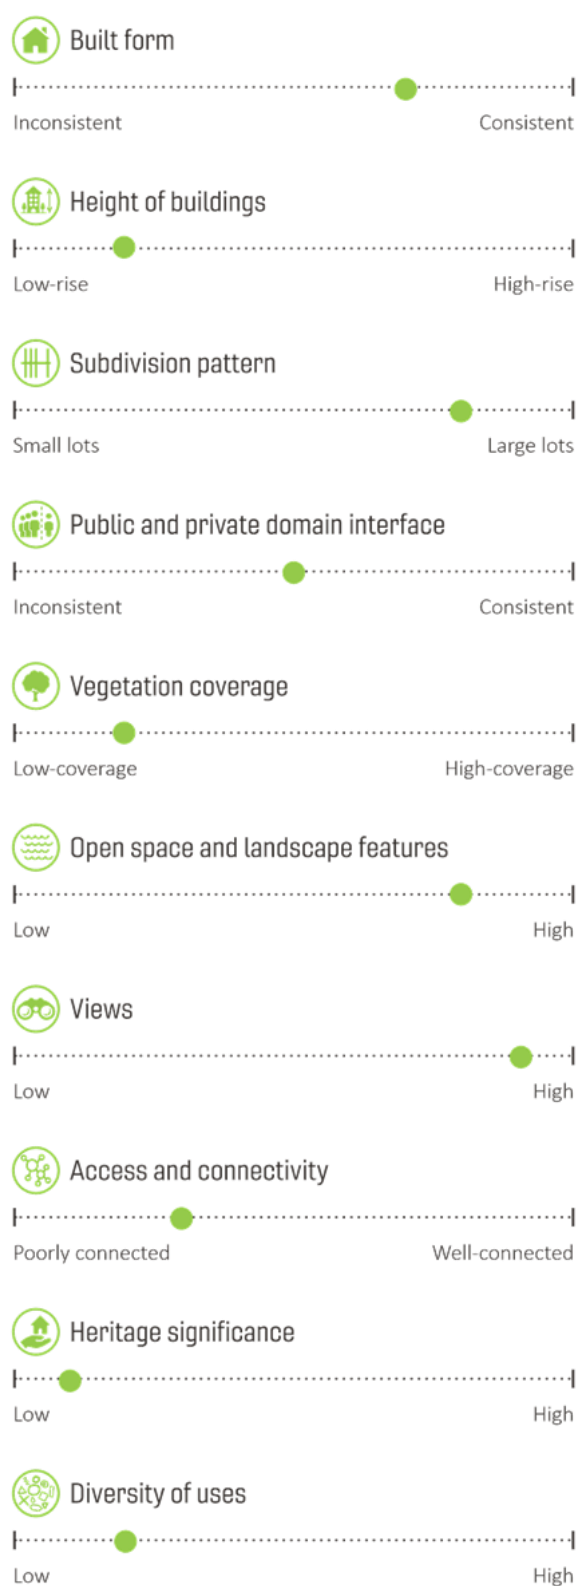 Built form
Inconsistent Consistent
Height of buildings
Low-rise High-rise
Subdivision pattern
Small lots Large lots
Public and private domain interface
Inconsistent Consistent
Vegetation coverage
Low-coverage High-coverage
Open space and landscape features
Low High
Views
Low High
Access and connectivity
Poorly connected Well-connected
Heritage significance
Low High
Diversity of uses
Low High